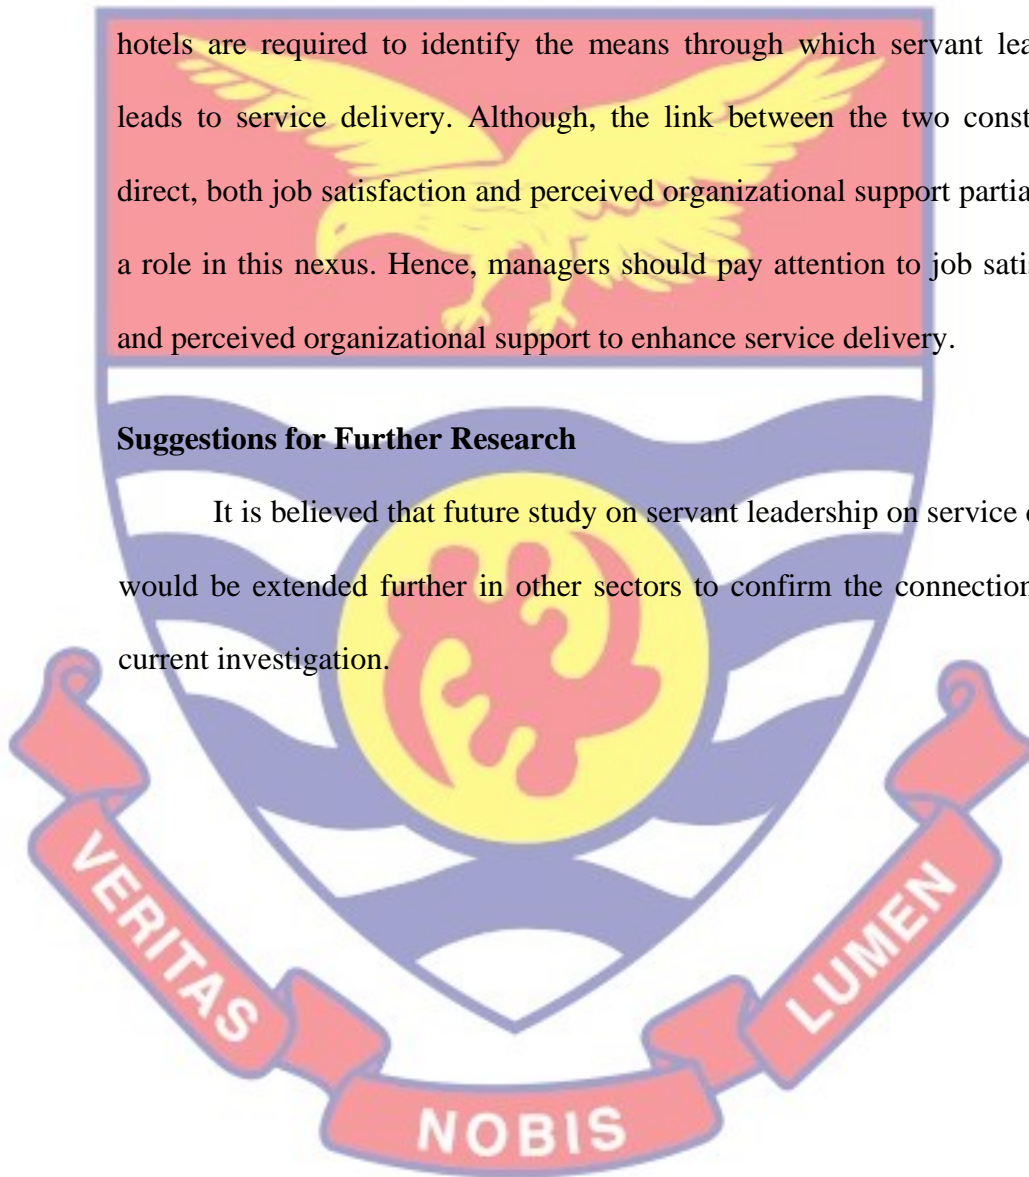 hotels are required to identify the means through which servant lea
leads to service delivery. Although, the link between the two const
direct, both job satisfaction and perceived organizational support partia
a role in this nexus. Hence, managers should pay attention to job satis
and perceived organizational support to enhance service delivery.
Suggestions for Further Research
It is believed that future study on servant leadership on service
would be extended further in other sectors to confirm the connection
current investigation.
VERITAS
NOBIS
LUMEN